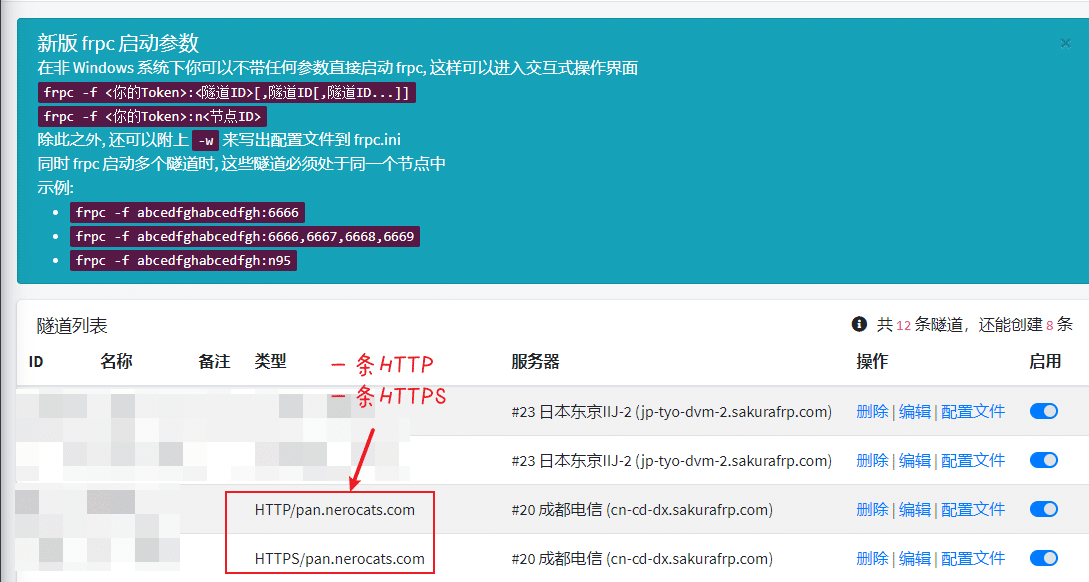 新版 frpc 启动参数
在非 Windows 系统下你可以不带任何参数直接启动 frpc, 这样可以进入交互式操作界面
frpc -f <你的Token>:<隧道ID>[,隧道ID[,隧道ID...]]
frpc -f <你的Token>:n<节点ID>
除此之外, 还可以附上 -w 来写出配置文件到 frpc.ini
同时 frpc 启动多个隧道时, 这些隧道必须处于同一个节点中
示例:
frpc -f abcedfghabcedfgh:6666
frpc -f abcedfghabcedfgh:6666,6667,6668,6669
frpc -f abcedfghabcedfgh:n95
隧道列表 共 12 条隧道，还能创建 8 条
ID 名称 备注 类型 服务器 操作 启用
一条HTTP
一条HTTPS
#23 日本东京IIJ-2 (jp-tyo-dvm-2.sakurafrp.com) 删除 | 编辑 | 配置文件
#23 日本东京IIJ-2 (jp-tyo-dvm-2.sakurafrp.com) 删除 | 编辑 | 配置文件
HTTP/pan.nerocats.com #20 成都电信 (cn-cd-dx.sakurafrp.com) 删除 | 编辑 | 配置文件
HTTPS/pan.nerocats.com #20 成都电信 (cn-cd-dx.sakurafrp.com) 删除 | 编辑 | 配置文件